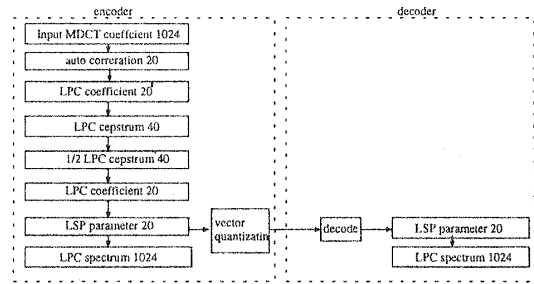 encoder
decoder
Input MDCT coeffcient 1024
auto correration 20
LPC coefficient 20
LPC cepstrum 40
1/2 LPC cepstrum 40
LPC coefficient 20
LSP parameter 20
LPC spectrum 1024
vector
quantizatin
decode
LSP parameter 20
LPC spectrum 1024